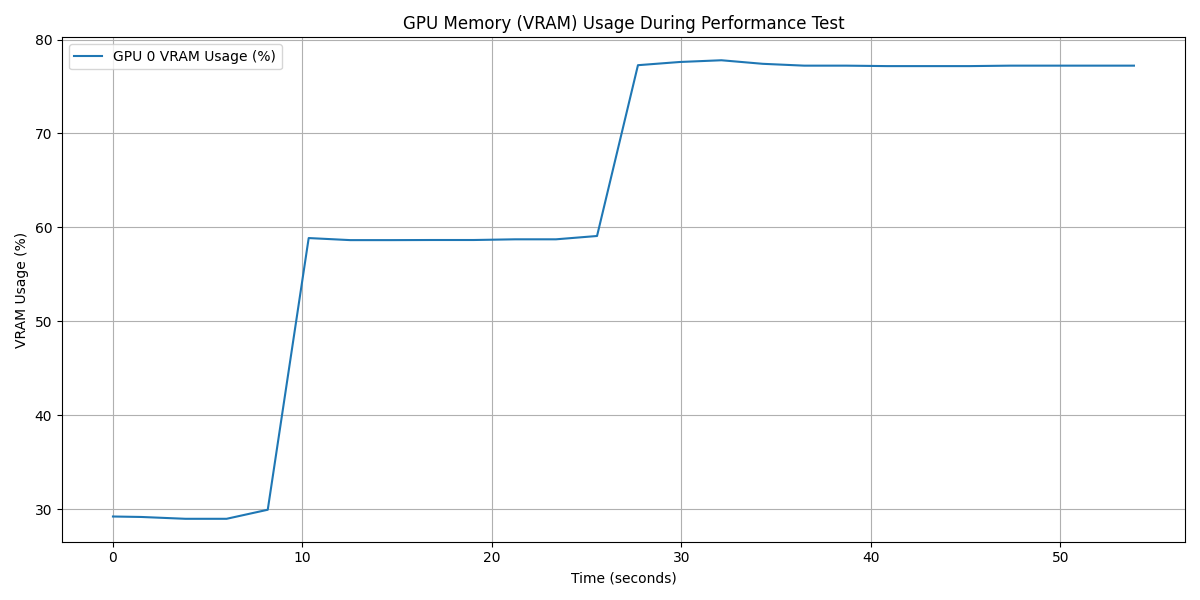 GPU Memory (VRAM) Usage During Performance Test
GPU 0 VRAM Usage (%)
80
70
60
50
40
30
VRAM Usage (%)
0 10 20 30 40 50
Time (seconds)